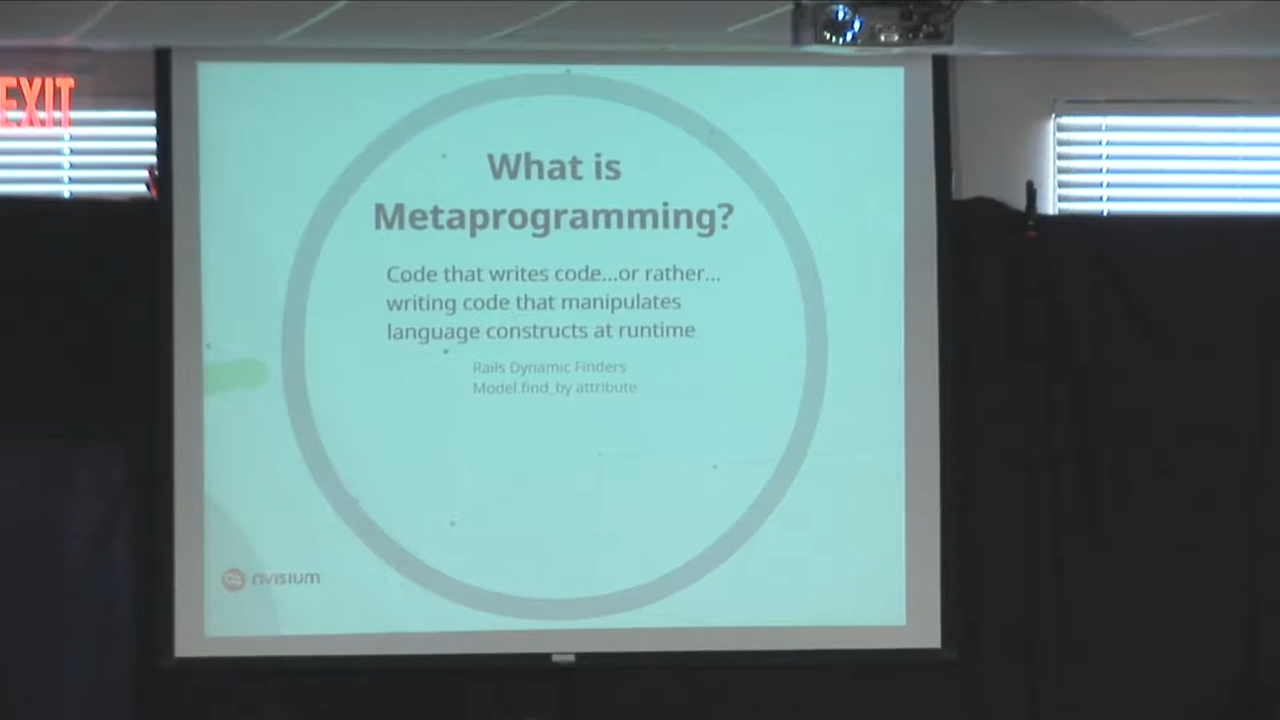 EXIT
What is
Metaprogramming?
Code that writes code...or rather...
writing code that manipulates
language constructs at runtime
Rails Dynamic Finders
Model.find_by attribute
nvisium